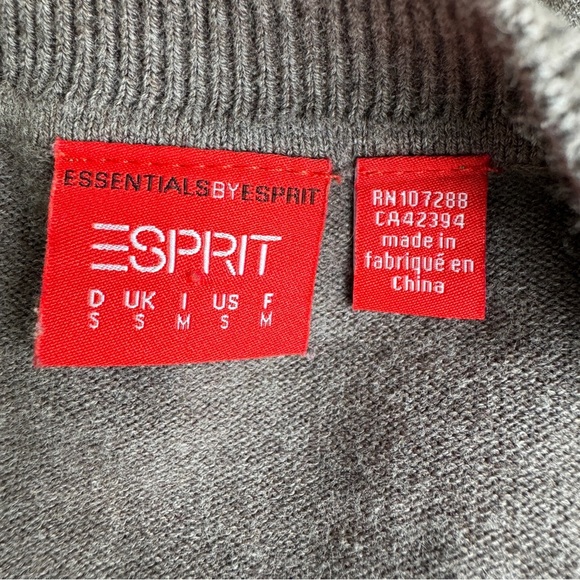 ESSENTIALSBYESPRIT
ESPRIT
D UK I US F
S S M S M
RN107288
CA42394
made in
fabriqué en
China